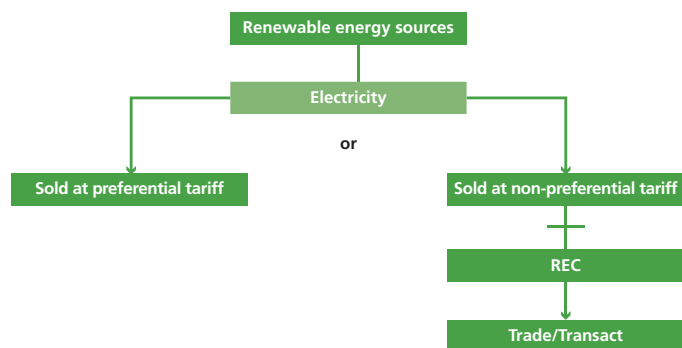 Renewable energy sources
Electricity
or
Sold at preferential tariff
Sold at non-preferential tariff
REC
Trade/Transact